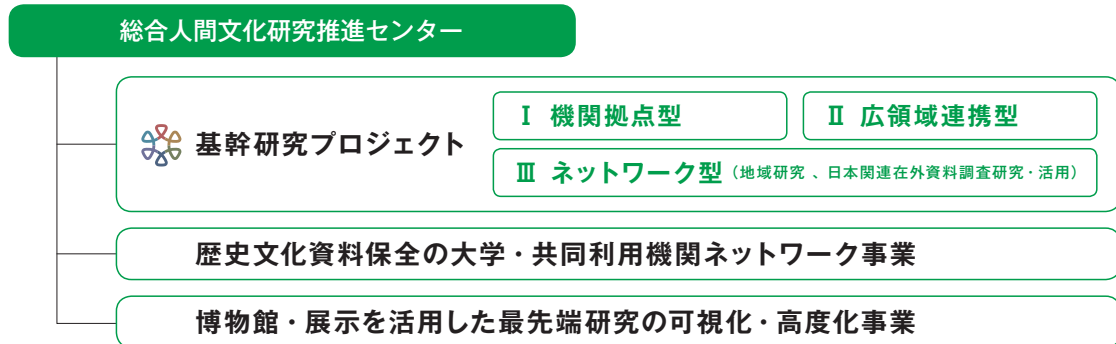 総合人間文化研究推進センター
基幹研究プロジェクト
Ⅰ 機関拠点型
Ⅱ 広領域連携型
Ⅲ ネットワーク型（地域研究 、日本関連在外資料調査研究・活用）
歴史文化資料保全の大学・共同利用機関ネットワーク事業
博物館・展示を活用した最先端研究の可視化・高度化事業